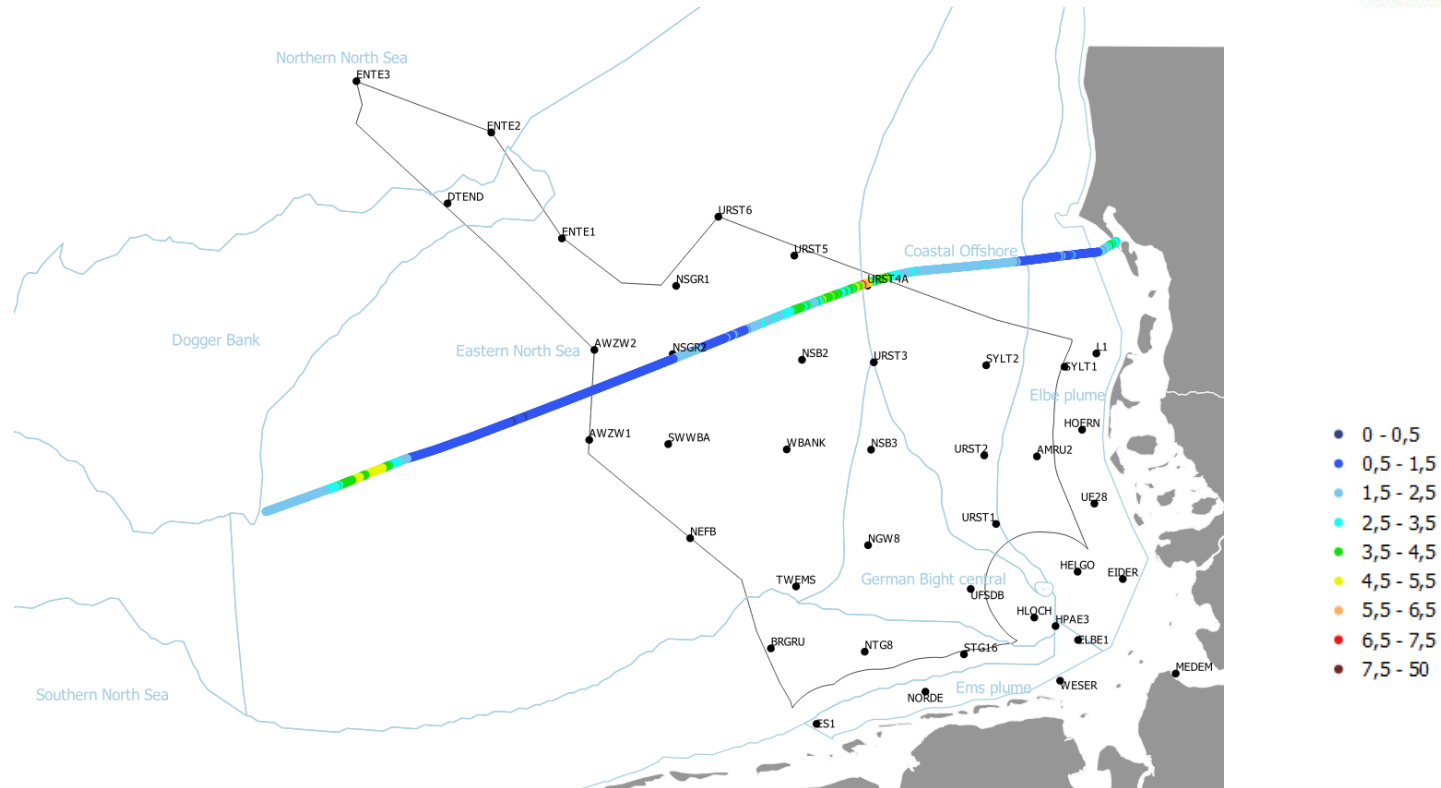 Northern North Sea
ENTE3
ENTE2
DTEND
URST6
ENTE1
URST5
Coastal Offshore
NSGR1
URST4A
Dogger Bank
Eastern North Sea
AWZW2
NSGR2
NSB2
URST3
SYLT2
L1
SYLT1
Elbe plume
AWZW1
SWWBA
WBANK
NSB3
URST2
AMRU2
HOERN
0 - 0,5
0,5 - 1,5
1,5 - 2,5
2,5 - 3,5
3,5 - 4,5
4,5 - 5,5
5,5 - 6,5
6,5 - 7,5
7,5 - 50
UE28
URST1
NEFB
NGW8
TWEMS
German Bight central
UFSDB
HELGO
EIDER
HLOCH
HPAE3
ELBE1
BRGRU
NTG8
STG16
MEDEM
Southern North Sea
Ems plume
NORDE
WESER
ES1